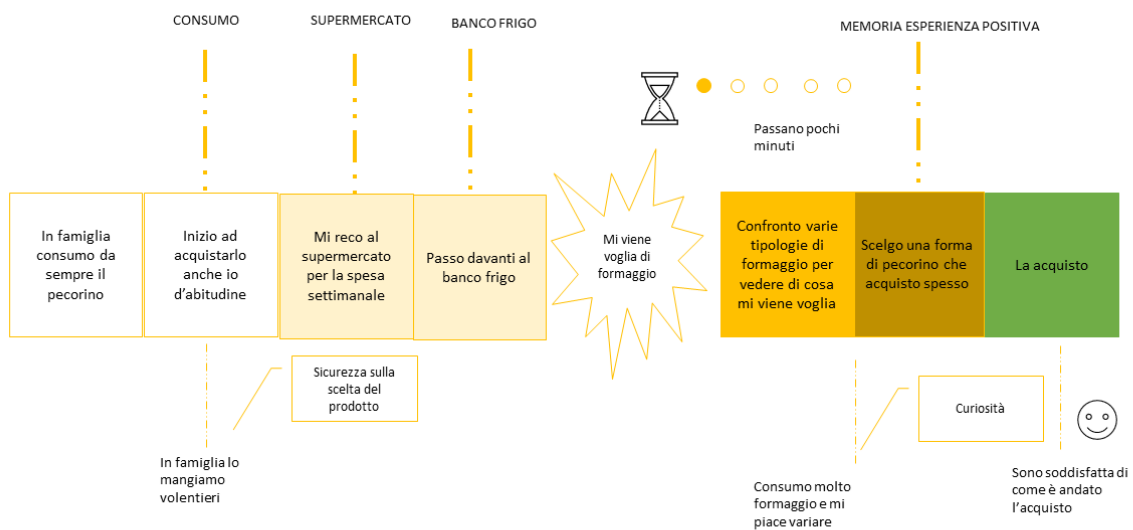 CONSUMO
SUPERMERCATO
BANCO FRIGO
MEMORIA ESPERIENZA POSITIVA
Passano pochi
minuti
In famiglia
consumo da
sempre il
pecorino
Inizio ad
acquistarlo
anche io
d'abitudine
Mi reco al
supermercato
per la spesa
settimanale
Passo davanti al
banco frigo
Mi viene
voglia di
formaggio
Confronto varie
tipologie di
formaggio per
vedere di cosa
mi viene voglia
Scelgo una forma
di pecorino che
acquisto spesso
La acquisto
Sicurezza sulla
scelta del
prodotto
Curiosità
In famiglia lo
mangiamo
volentieri
Consumo molto
formaggio e mi
piace variare
Sono soddisfatta di
come è andato
l'acquisto